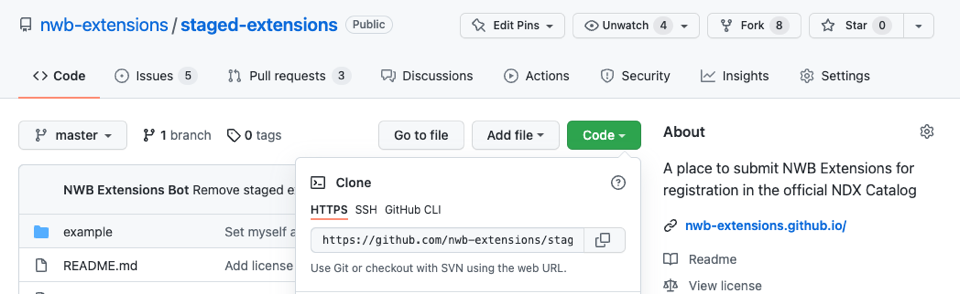 nwb-extensions / staged-extensions Public Edit Pins Unwatch 4 Fork 8 Star 0
Code Issues 5 Pull requests 3 Discussions Actions Security Insights Settings
master 1 branch 0 tags Go to file Add file Code About
A place to submit NWB Extensions for
registration in the official NDX Catalog
nwb-extensions.github.io/
Readme
View license
NWB Extensions Bot Remove staged e
example Set myself a
README.md Add license
Clone
HTTPS SSH GitHub CLI
https://github.com/nwb-extensions/stag
Use Git or checkout with SVN using the web URL.